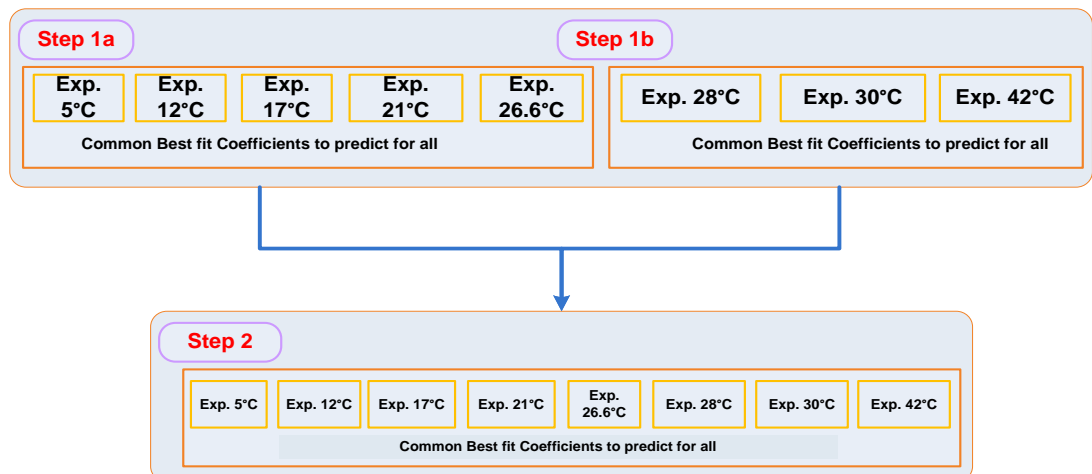 Step 1a
Step 1b
Exp.
5°C
Exp.
12°C
Exp.
17°C
Exp.
21°C
Exp.
26.6°C
Exp. 28°C
Exp. 30°C
Exp. 42°C
Common Best fit Coefficients to predict for all
Common Best fit Coefficients to predict for all
Step 2
Exp. 5°C
Exp. 12°C
Exp. 17°C
Exp. 21°C
Exp.
26.6°C
Exp. 28°C
Exp. 30°C
Exp. 42°C
Common Best fit Coefficients to predict for all